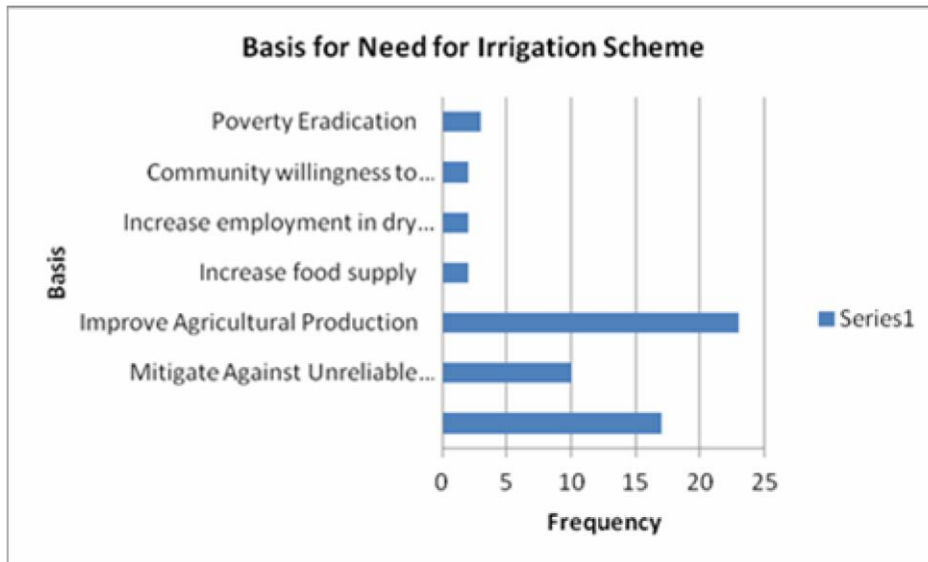 Basis for Need for Irrigation Scheme
Poverty Eradication
Community willingness to...
Increase employment in dry...
Increase food supply
Improve Agricultural Production
Mitigate Against Unreliable...
Basis
Series1
0 5 10 15 20 25
Frequency